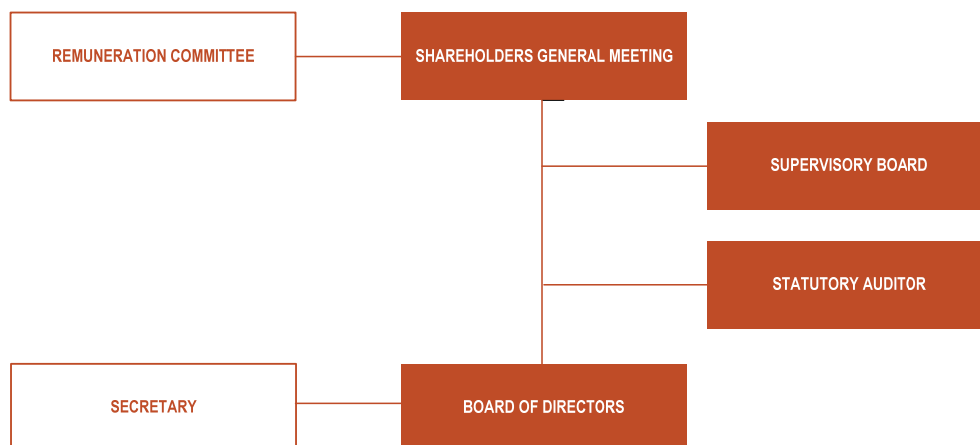 REMUNERATION COMMITTEE
SHAREHOLDERS GENERAL MEETING
SUPERVISORY BOARD
STATUTORY AUDITOR
SECRETARY
BOARD OF DIRECTORS